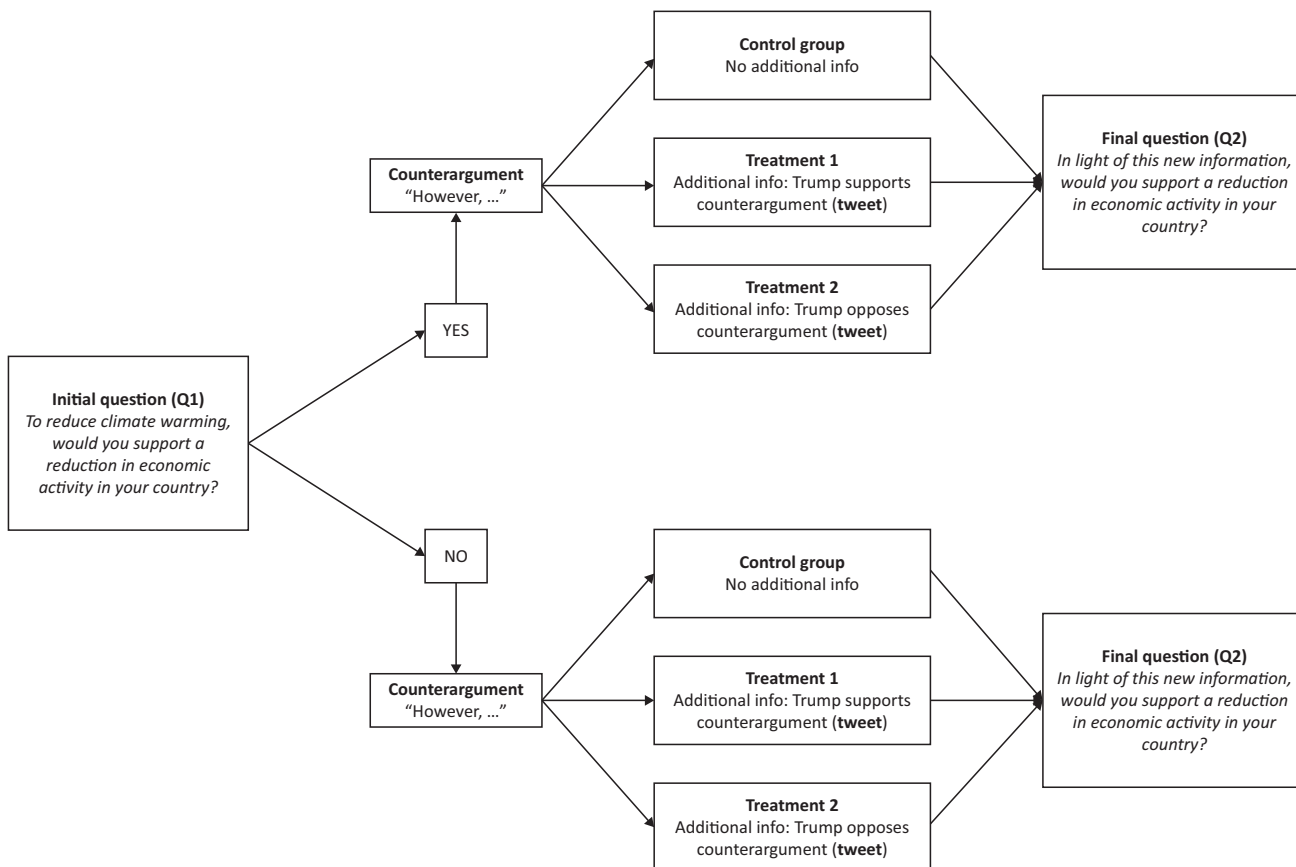 Control group
No additional info
Counterargument
“However, ...”
Treatment 1
Additional info: Trump supports
counterargument (tweet)
Final question (Q2)
In light of this new information,
would you support a reduction
in economic activity in your
country?
Treatment 2
Additional info: Trump opposes
counterargument (tweet)
YES
Initial question (Q1)
To reduce climate warming,
would you support a
reduction in economic
activity in your country?
NO
Control group
No additional info
Counterargument
“However, ...”
Treatment 1
Additional info: Trump supports
counterargument (tweet)
Final question (Q2)
In light of this new information,
would you support a reduction
in economic activity in your
country?
Treatment 2
Additional info: Trump opposes
counterargument (tweet)